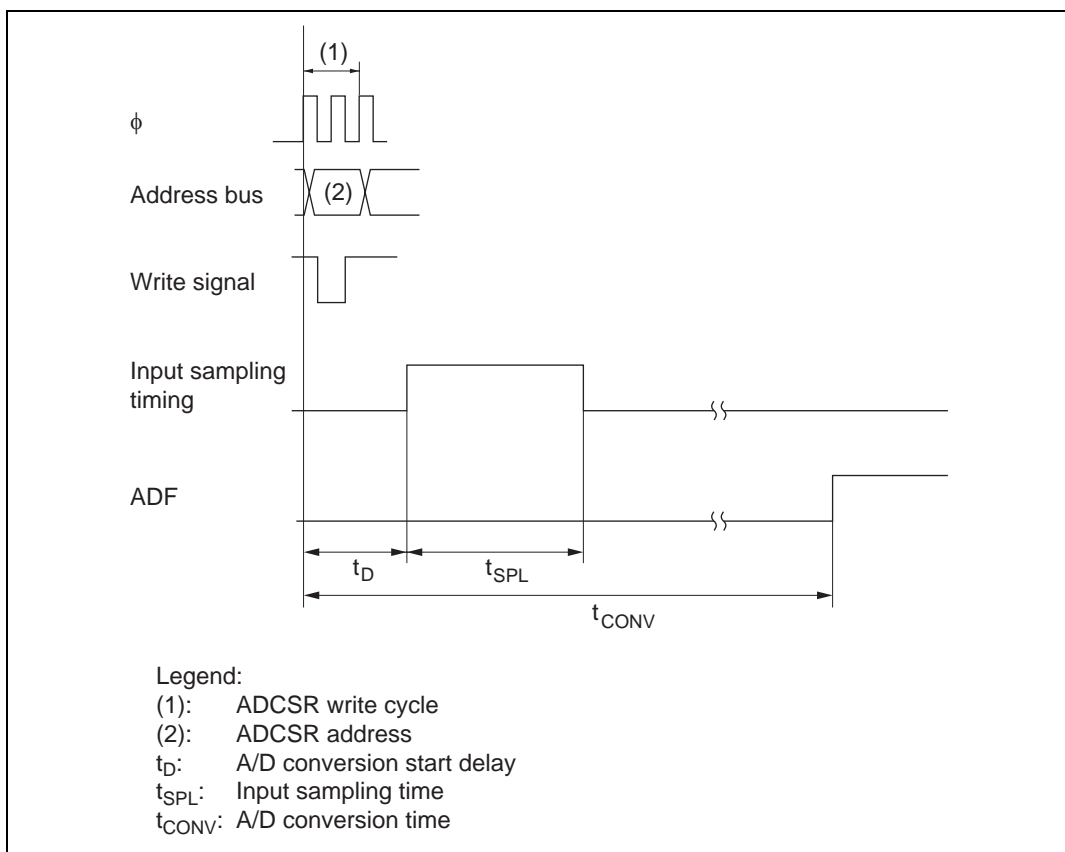 (1)
ϕ
Address bus
(2)
Write signal
Input sampling
timing
ADF
tD
tSPL
tCONV
Legend:
(1): ADCSR write cycle
(2): ADCSR address
tD: A/D conversion start delay
tSPL: Input sampling time
tCONV: A/D conversion time